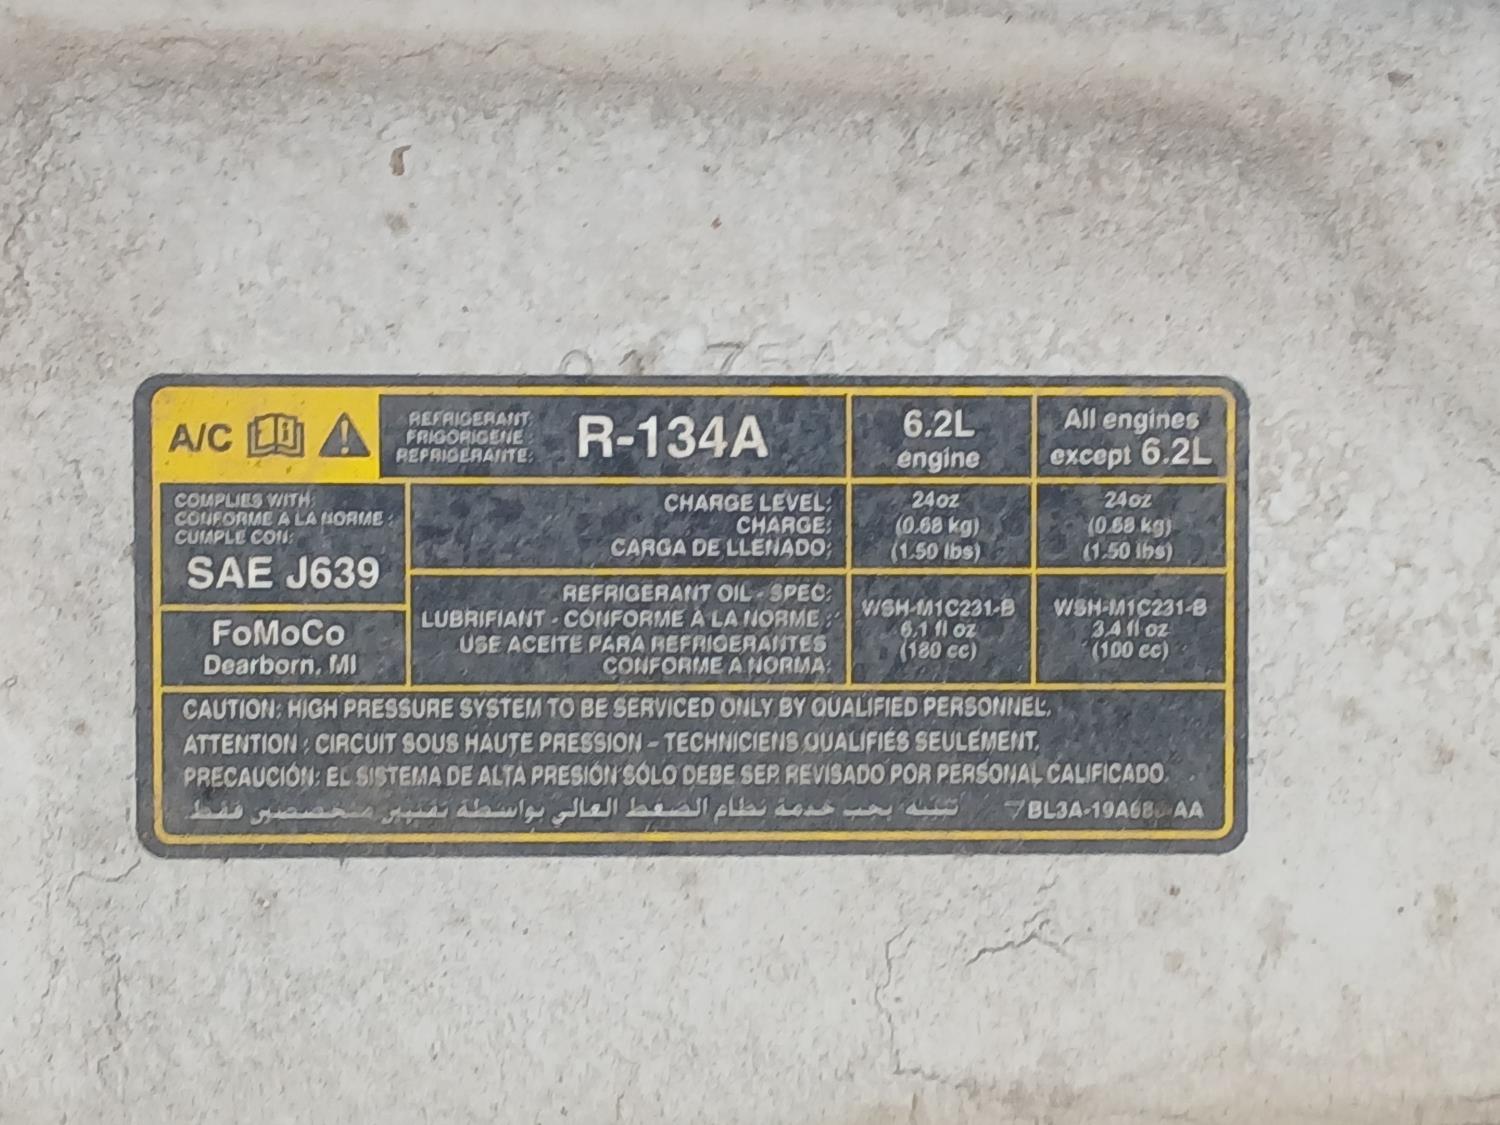 A/C
REFRIGERANT:
FRIGORIGÈNE :
REFRIGERANTE:
R-134A
6.2L
engine
All engines
except 6.2L
COMPLIES WITH:
CONFORME À LA NORME :
CUMPLE CON:
SAE J639
FoMoCo
Dearborn, MI
CHARGE LEVEL:
CHARGE:
CARGA DE LLENADO:
24oz
(0.68 kg)
(1.50 lbs)
24oz
(0.68 kg)
(1.50 lbs)
REFRIGERANT OIL - SPEC:
LUBRIFIANT - CONFORME À LA NORME :
USE ACEITE PARA REFRIGERANTES
CONFORME A NORMA:
WSH-M1C231-B
6.1 fl oz
(180 cc)
WSH-M1C231-B
3.4 fl oz
(100 cc)
CAUTION: HIGH PRESSURE SYSTEM TO BE SERVICED ONLY BY QUALIFIED PERSONNEL.
ATTENTION : CIRCUIT SOUS HAUTE PRESSION – TECHNICIENS QUALIFIÉS SEULEMENT.
PRECAUCIÓN: EL SISTEMA DE ALTA PRESIÓN SÓLO DEBE SER REVISADO POR PERSONAL CALIFICADO.
تنبيه: يجب خدمة نظام الضغط العالي بواسطة تقنيين متخصصين فقط